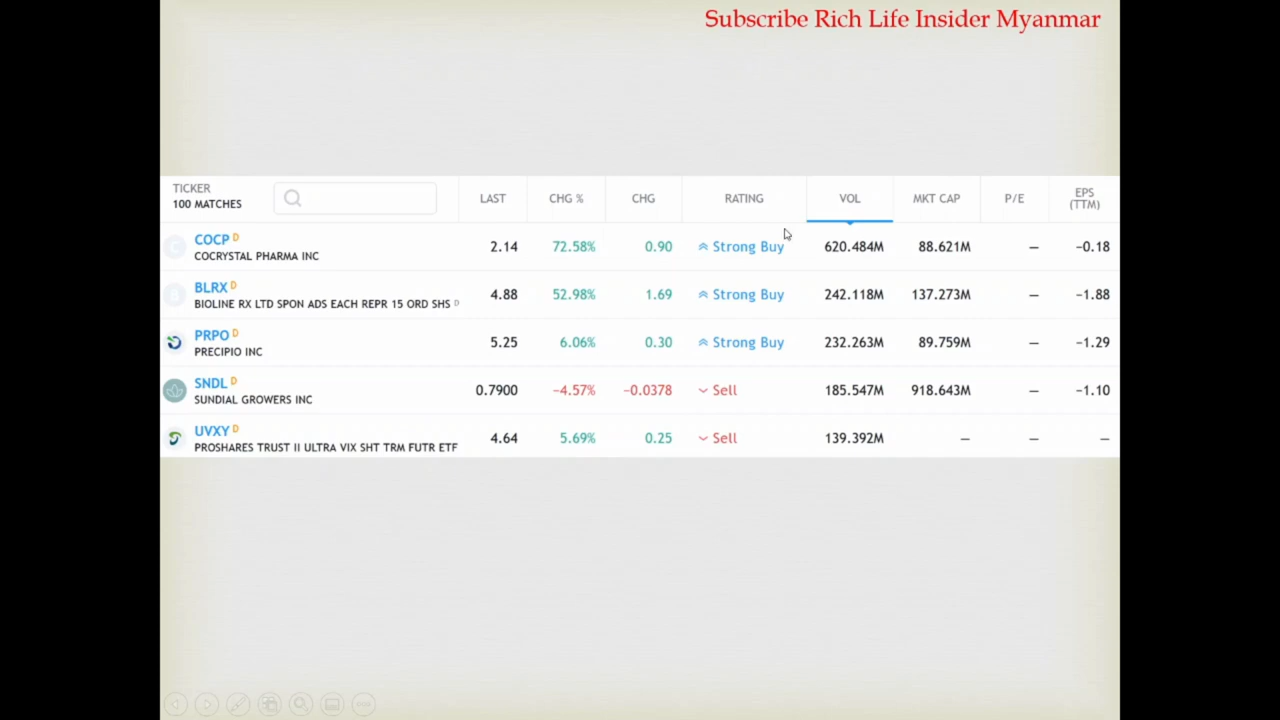 Subscribe Rich Life Insider Myanmar
TICKER
100 MATCHES
LAST CHG % CHG RATING VOL MKT CAP P/E EPS (TTM)
COCP D 2.14 72.58% 0.90 Strong Buy 620.484M 88.621M — −0.18
COCRYSTAL PHARMA INC
BLRX D 4.88 52.98% 1.69 Strong Buy 242.118M 137.273M — −1.88
BIOLINE RX LTD SPON ADS EACH REPR 15 ORD SHS D
PRPO D 5.25 6.06% 0.30 Strong Buy 232.263M 89.759M — −1.29
PRECIPIO INC
SNDL D 0.7900 −4.57% −0.0378 Sell 185.547M 918.643M — −1.10
SUNDIAL GROWERS INC
UVXY D 4.64 5.69% 0.25 Sell 139.392M — — —
PROSHARES TRUST II ULTRA VIX SHT TRM FUTR ETF